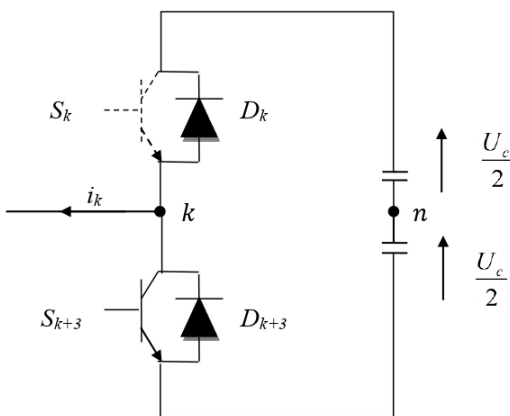 S_k
D_k
U_c
2
i_k
k
n
U_c
2
S_{k+3}
D_{k+3}